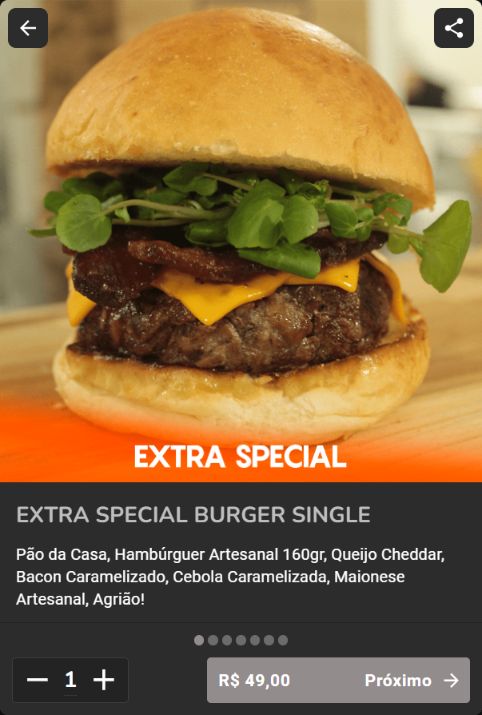 EXTRA SPECIAL
EXTRA SPECIAL BURGER SINGLE
Pão da Casa, Hambúrguer Artesanal 160gr, Queijo Cheddar,
Bacon Caramelizado, Cebola Caramelizada, Maionese
Artesanal, Agrião!
1
R$ 49,00 Próximo